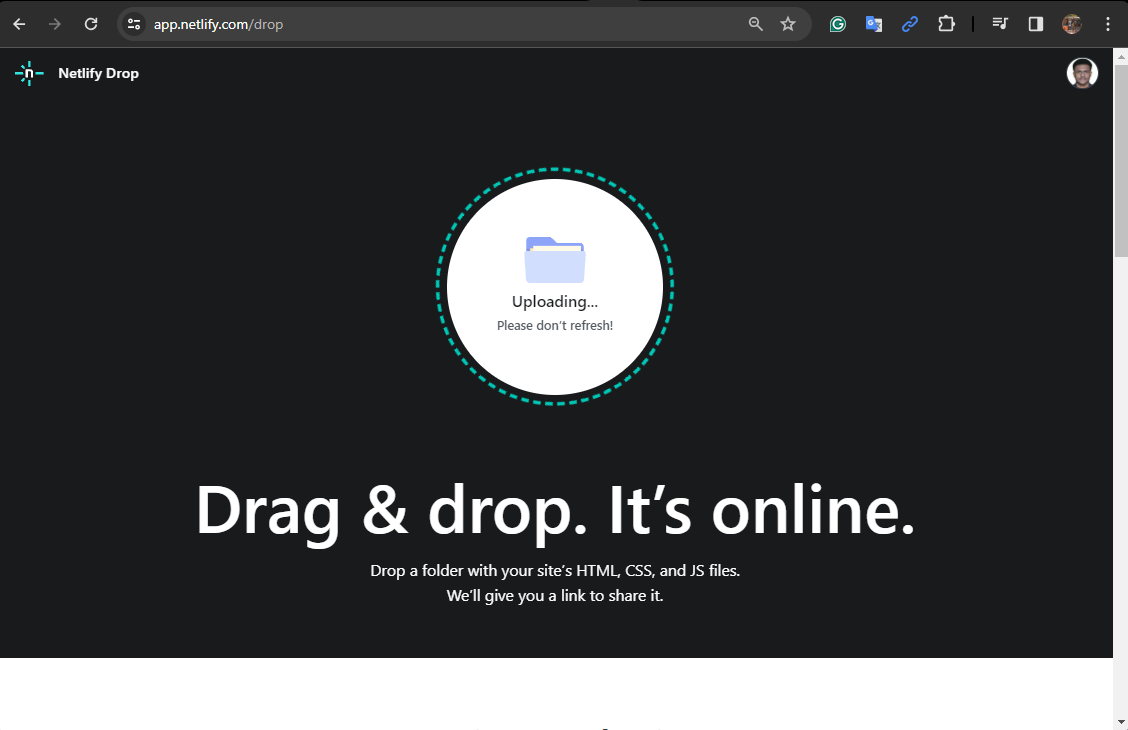 app.netlify.com/drop
Netlify Drop
Uploading...
Please don't refresh!
Drag & drop. It's online.
Drop a folder with your site's HTML, CSS, and JS files.
We'll give you a link to share it.